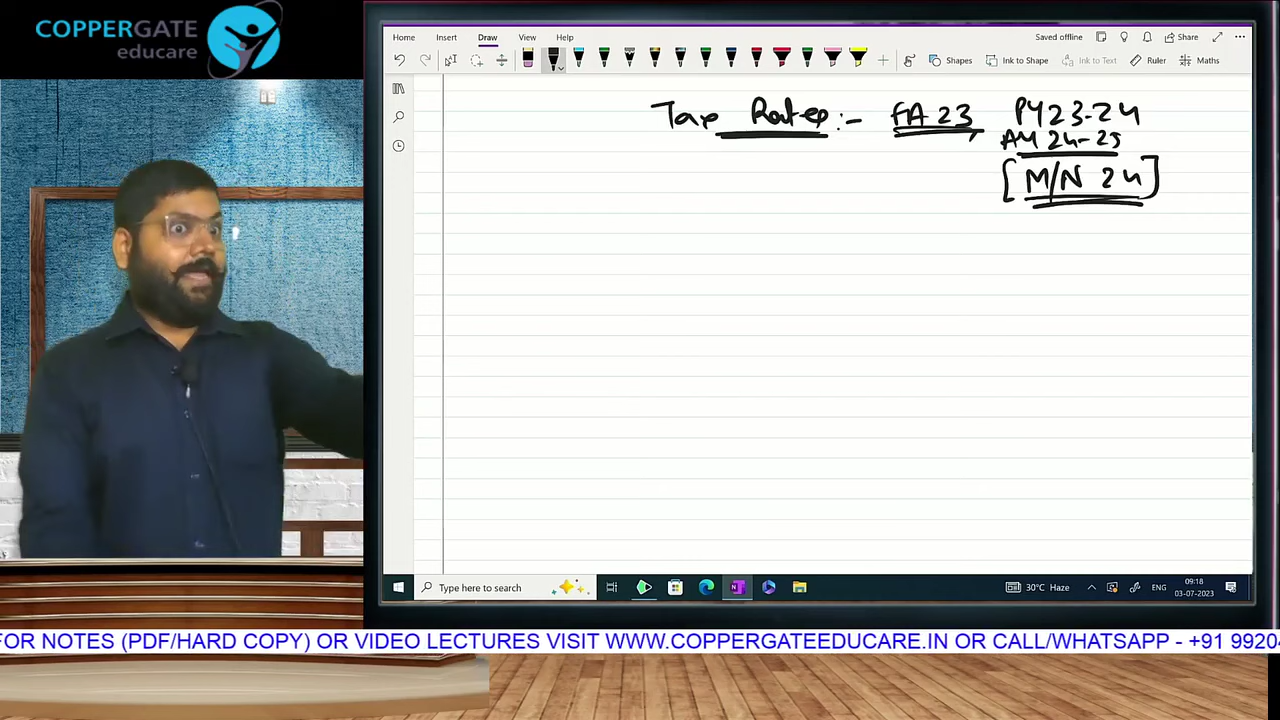 COPPERGATE
educare
Home Insert Draw View Help
Saved offline
Share
Shapes Ink to Shape Ink to Text Ruler Maths
Tax Rates :- FA 23 PY 23-24
AY 24-25
[M/N 24]
Type here to search
30°C Haze
ENG
09:18
03-07-2023
FOR NOTES (PDF/HARD COPY) OR VIDEO LECTURES VISIT WWW.COPPERGATEEDUCARE.IN OR CALL/WHATSAPP - +91 9920